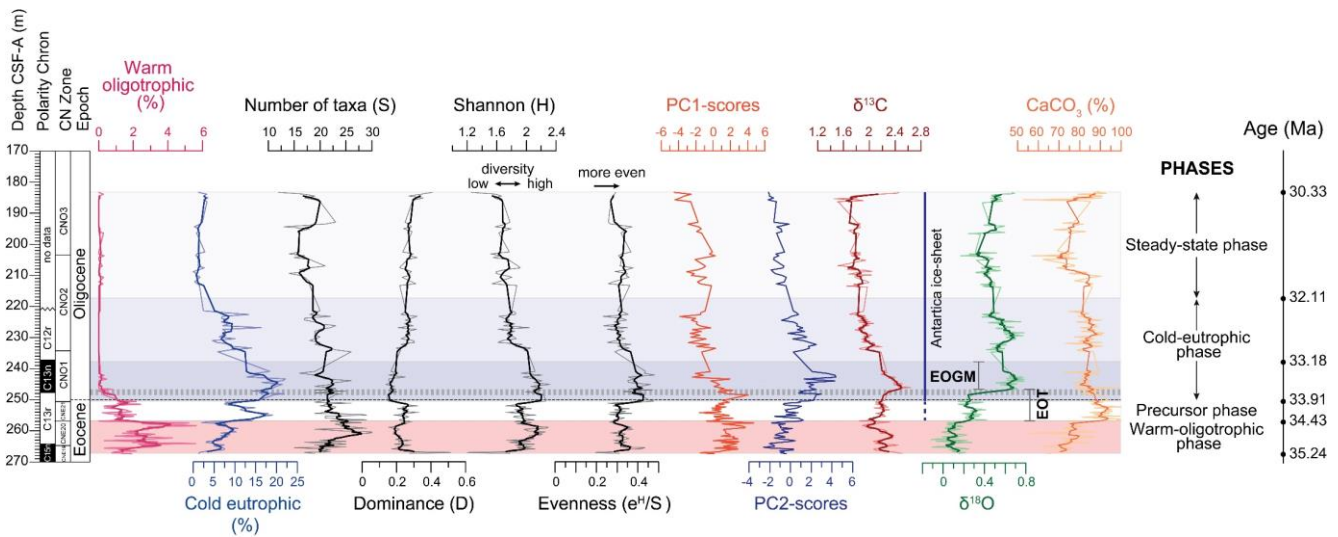 Depth CSF-A (m)
Polarity Chron
CN Zone
Epoch
Warm
oligotrophic
(%)
0 2 4 6
Number of taxa (S)
10 15 20 25 30
Shannon (H)
1.2 1.6 2 2.4
PC1-scores
-6 -4 -2 0 2 4 6
δ¹³C
1.2 1.6 2 2.4 2.8
CaCO₃ (%)
50 60 70 80 90 100
Age (Ma)
170
180
190
200
210
220
230
240
250
260
270
no data
C12r
C13n
C13r
CNO3
CNO2
CNO1
Oligocene
Eocene
diversity
low high
more even
Antartica ice-sheet
EOGM
EOT
PHASES
Steady-state phase
Cold-eutrophic
phase
Precursor phase
Warm-oligotrophic
phase
30.33
32.11
33.18
33.91
34.43
35.24
0 5 10 15 20 25
Cold eutrophic
(%)
0 0.2 0.4 0.6
Dominance (D)
0 0.2 0.4
Evenness (eᴴ/S )
-4 -2 0 2 4 6
PC2-scores
0 0.4 0.8
δ¹⁸O